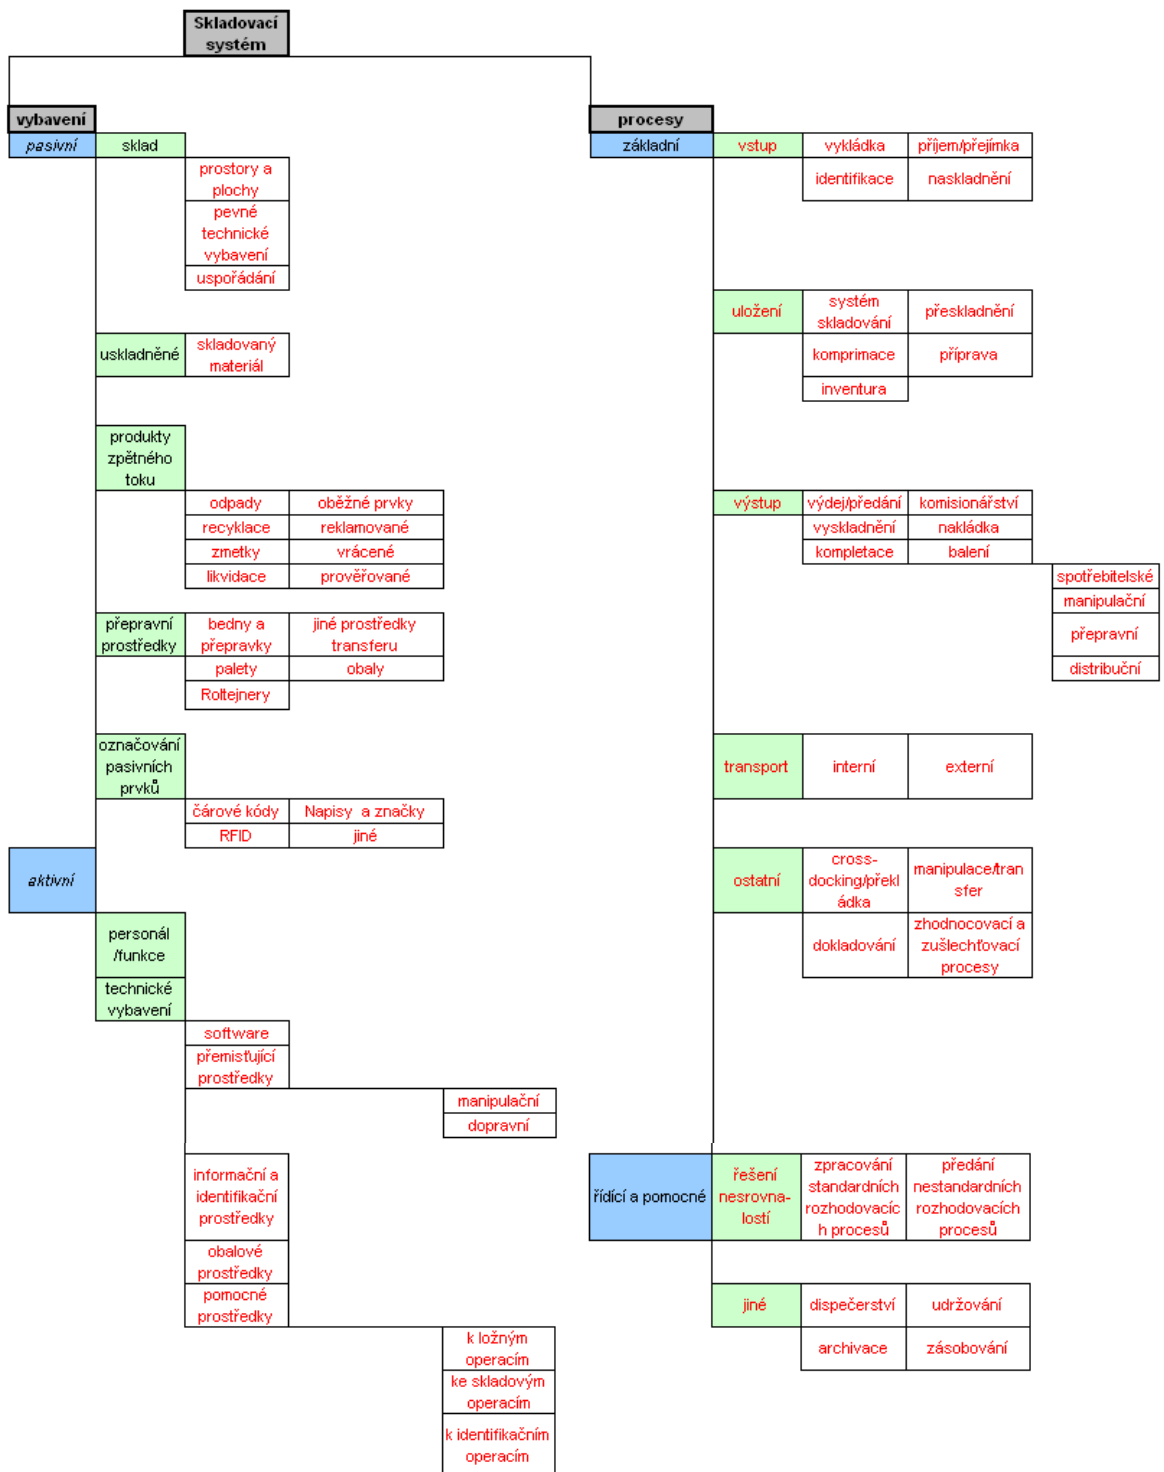 Skladovací
systém
vybavení
pasivní
sklad
prostory a
plochy
pevné
technické
vybavení
uspořádání
uskladněné
skladovaný
materiál
produkty
zpětného
toku
odpady
oběžné prvky
recyklace
reklamované
zmetky
vrácené
likvidace
prověřované
přepravní
prostředky
bedny a
přepravky
jiné prostředky
transferu
palety
obaly
Roltejnery
označování
pasivních
prvků
čárové kódy
Napisy a značky
RFID
jiné
aktivní
personál
/funkce
technické
vybavení
software
přemisťující
prostředky
manipulační
dopravní
informační a
identifikační
prostředky
obalové
prostředky
pomocné
prostředky
k ložným
operacím
ke skladovým
operacím
k identifikačním
operacím
procesy
základní
vstup
vykládka
příjem/přejímka
identifikace
naskladnění
uložení
systém
skladování
přeskladnění
komprimace
příprava
inventura
výstup
výdej/předání
komisionářství
vyskladnění
nakládka
kompletace
balení
spotřebitelské
manipulační
přepravní
distribuční
transport
interní
externí
ostatní
cross-
docking/překl
ádka
manipulace/tran
sfer
dokladování
zhodnocovací a
zušlechťovací
procesy
řídící a pomocné
řešení
nesrovna-
lostí
zpracování
standardních
rozhodovacíc
h procesů
předání
nestandardních
rozhodovacích
procesů
jiné
dispečerství
udržování
archivace
zásobování